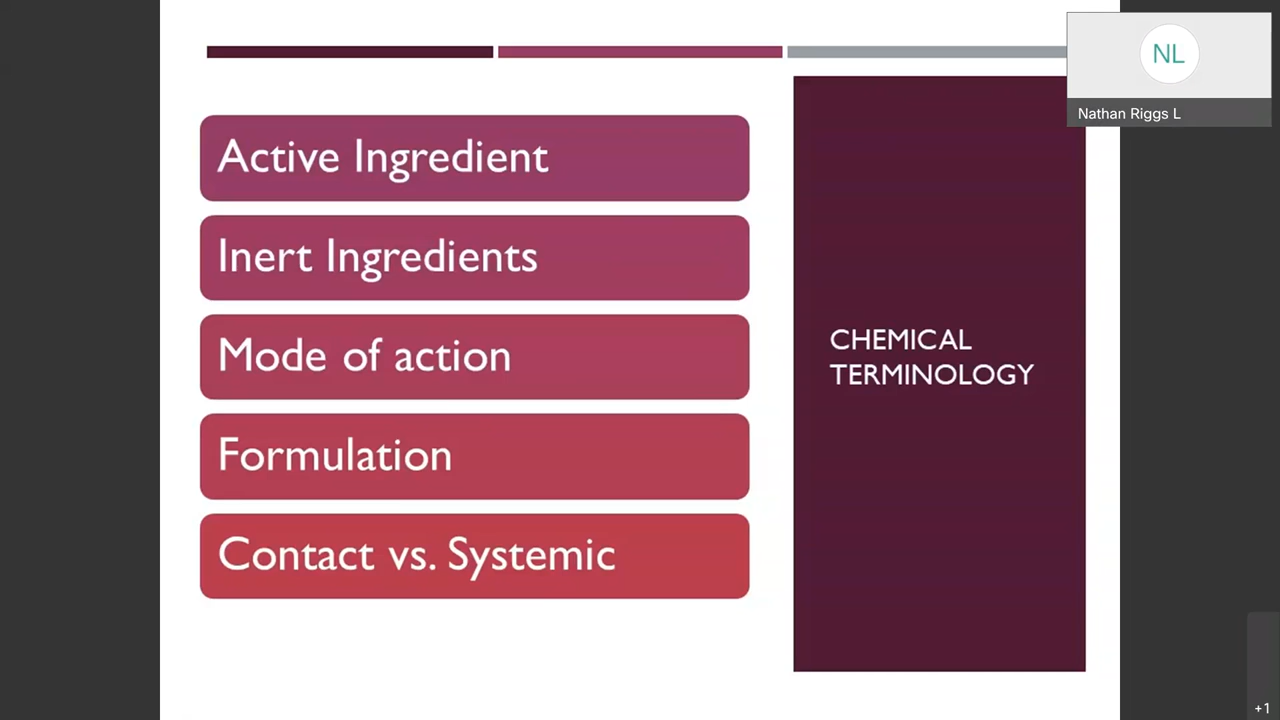 Active Ingredient
Inert Ingredients
Mode of action
Formulation
Contact vs. Systemic
CHEMICAL
TERMINOLOGY
NL
Nathan Riggs L
+1